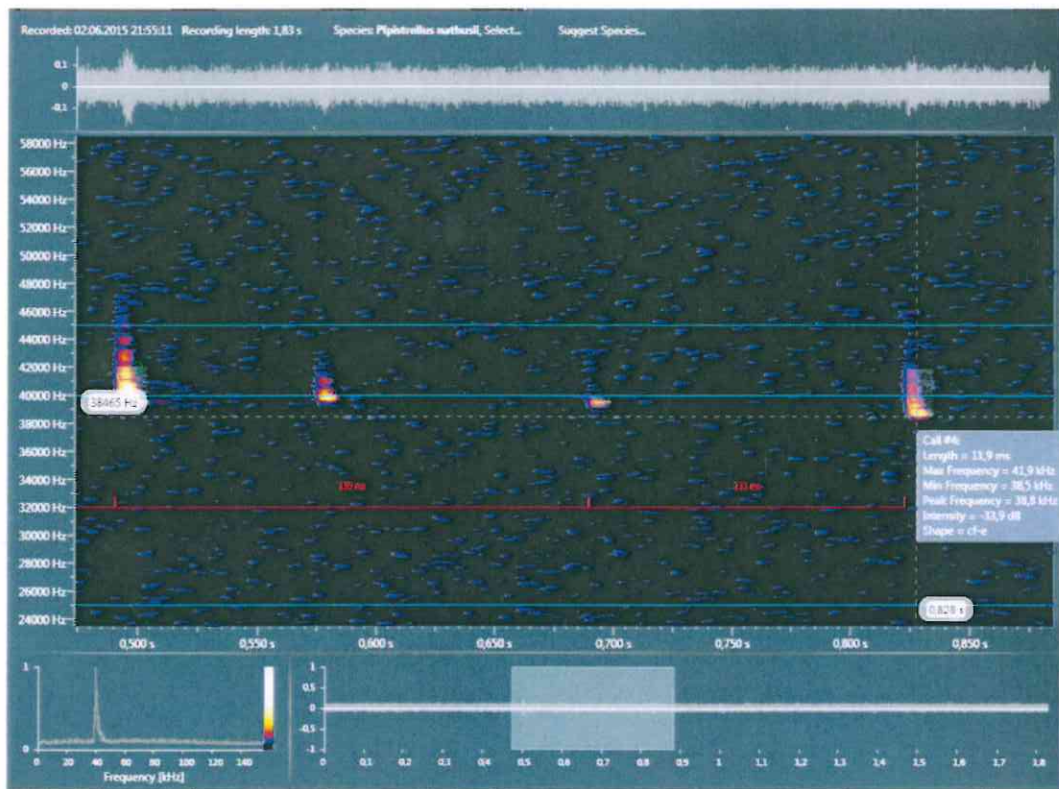 Recorded: 02.06.2015 21:55:11 Recording length: 1,83 s Species: Pipistrellus nathusii, Select... Suggest Species...
0.1
0
-0.1
58000 Hz
56000 Hz
54000 Hz
52000 Hz
50000 Hz
48000 Hz
46000 Hz
44000 Hz
42000 Hz
40000 Hz
38465 Hz
38000 Hz
36000 Hz
34000 Hz
32000 Hz
30000 Hz
28000 Hz
26000 Hz
24000 Hz
Length = 13,9 ms
Max Frequency = 41,9 kHz
Min Frequency = 38,5 kHz
Peak Frequency = 38,8 kHz
Intensity = -33,9 dB
Shape = cf-e
0,828 s
0,500 s 0,550 s 0,600 s 0,650 s 0,700 s 0,750 s 0,800 s 0,850 s
1
0
0 20 40 60 80 100 120 140
Frequency [kHz]
1
0.5
0
-0.5
-1
0 0,1 0,2 0,3 0,4 0,5 0,6 0,7 0,8 0,9 1 1,1 1,2 1,3 1,4 1,5 1,6 1,7 1,8